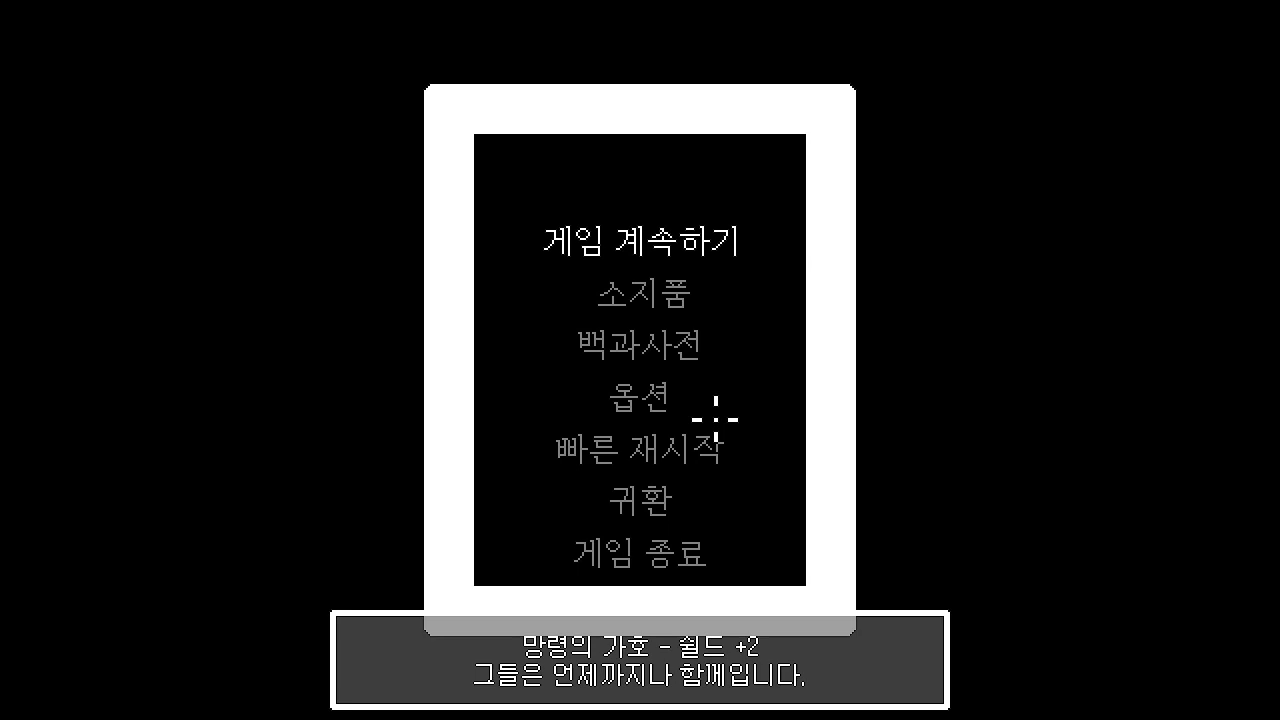 게임 계속하기
소지품
백과사전
옵션
빠른 재시작
귀환
게임 종료
망령의 가호 - 쉴드 +2
그들은 언제까지나 함께입니다.